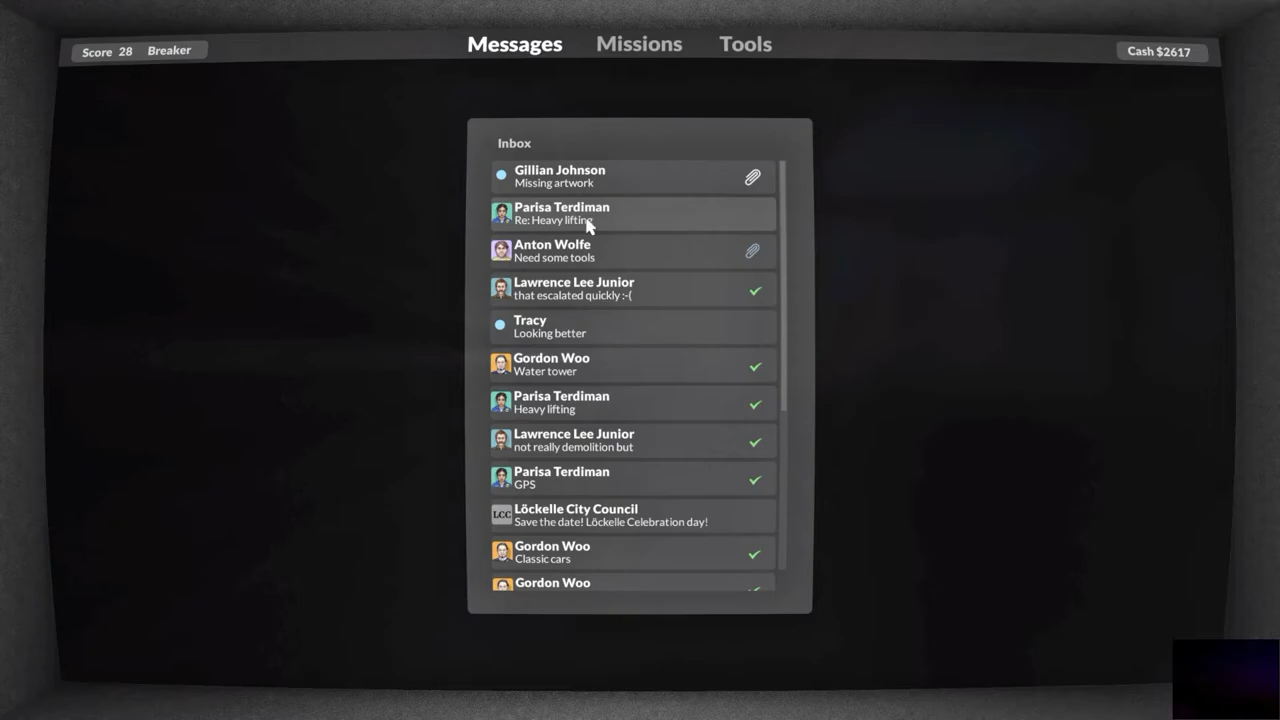 Score 28 Breaker
Messages Missions Tools
Cash $2617
Inbox
Gillian Johnson
Missing artwork
Parisa Terdiman
Re: Heavy lifting
Anton Wolfe
Need some tools
Lawrence Lee Junior
that escalated quickly :-(
Tracy
Looking better
Gordon Woo
Water tower
Parisa Terdiman
Heavy lifting
Lawrence Lee Junior
not really demolition but
Parisa Terdiman
GPS
LCC
Löckelle City Council
Save the date! Löckelle Celebration day!
Gordon Woo
Classic cars
Gordon Woo